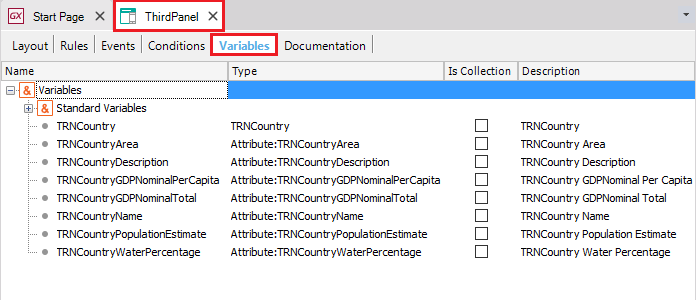 GX Start Page ThirdPanel
Layout Rules Events Conditions Variables Documentation
Name Type Is Collection Description
& Variables
& Standard Variables
TRNCountry TRNCountry TRNCountry
TRNCountryArea Attribute:TRNCountryArea TRNCountry Area
TRNCountryDescription Attribute:TRNCountryDescription TRNCountry Description
TRNCountryGDPNominalPerCapita Attribute:TRNCountryGDPNominalPerCapita TRNCountry GDPNominal Per Capita
TRNCountryGDPNominalTotal Attribute:TRNCountryGDPNominalTotal TRNCountry GDPNominal Total
TRNCountryName Attribute:TRNCountryName TRNCountry Name
TRNCountryPopulationEstimate Attribute:TRNCountryPopulationEstimate TRNCountry Population Estimate
TRNCountryWaterPercentage Attribute:TRNCountryWaterPercentage TRNCountry Water Percentage